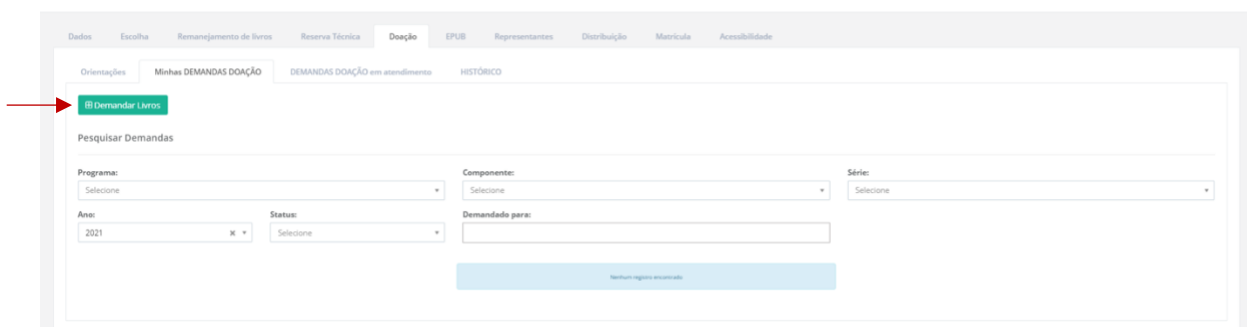 Dados Escolha Remanejamento de livros Reserva Técnica Doação EPUB Representantes Distribuição Matrícula Acessibilidade
Orientações Minhas DEMANDAS DOAÇÃO DEMANDAS DOAÇÃO em atendimento HISTÓRICO
Demandar Livros
Pesquisar Demandas
Programa: Componente: Série:
Selecione Selecione Selecione
Ano: Status: Demandado para:
2021 Selecione
Nenhum registro encontrado